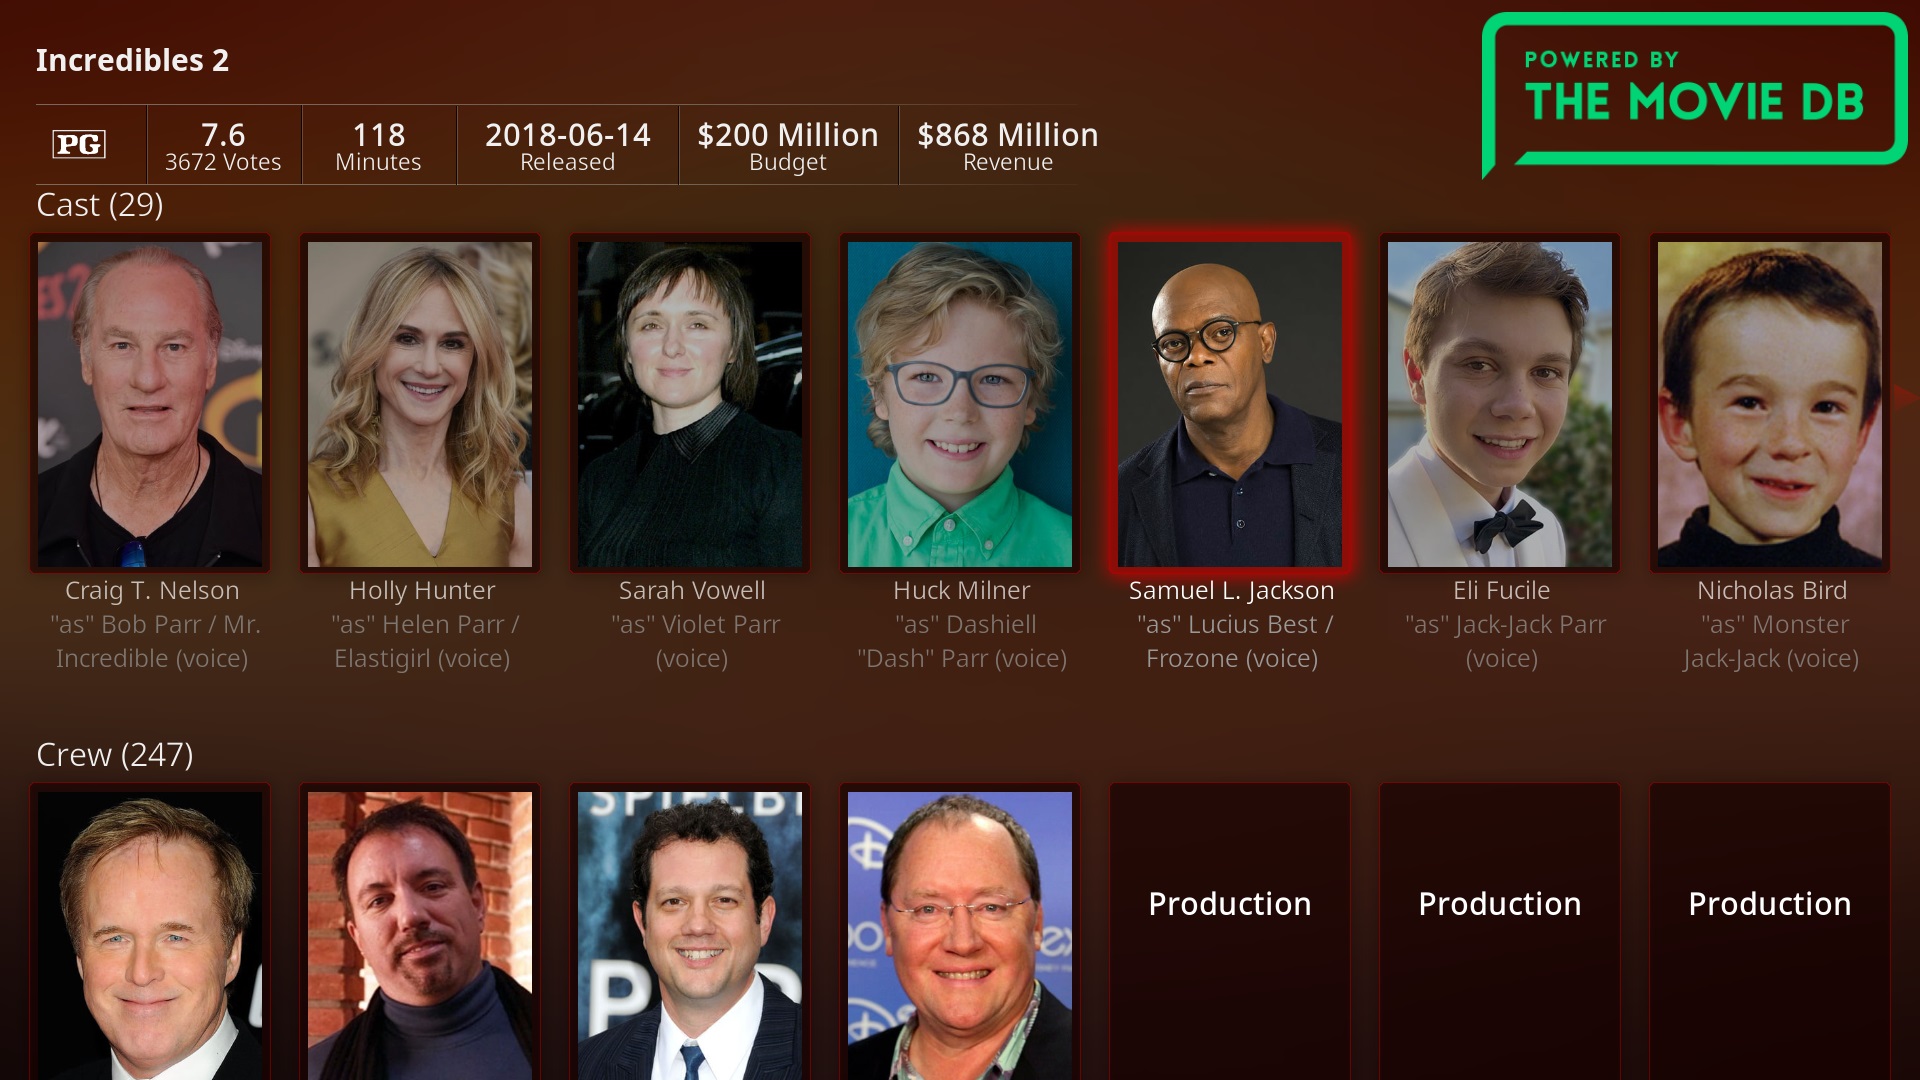 Incredibles 2
POWERED BY
THE MOVIE DB
PG
7.6
3672 Votes
118
Minutes
2018-06-14
Released
$200 Million
Budget
$868 Million
Revenue
Cast (29)
Craig T. Nelson
"as" Bob Parr / Mr.
Incredible (voice)
Holly Hunter
"as" Helen Parr /
Elastigirl (voice)
Sarah Vowell
"as" Violet Parr
(voice)
Huck Milner
"as" Dashiell
"Dash" Parr (voice)
Samuel L. Jackson
"as" Lucius Best /
Frozone (voice)
Eli Fucile
"as" Jack-Jack Parr
(voice)
Nicholas Bird
"as" Monster
Jack-Jack (voice)
Crew (247)
Production
Production
Production